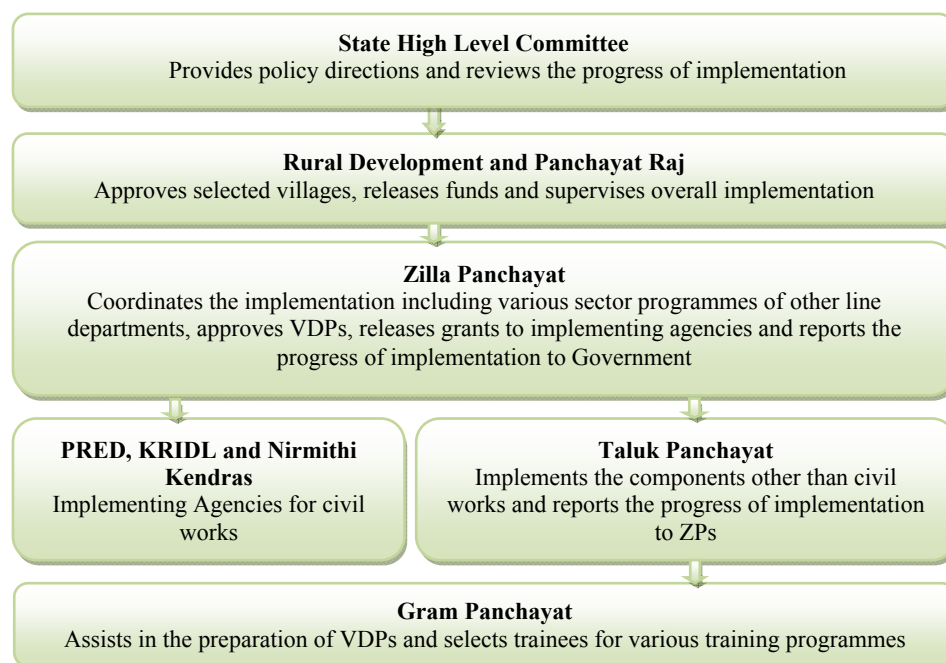 State High Level Committee
Provides policy directions and reviews the progress of implementation
Rural Development and Panchayat Raj
Approves selected villages, releases funds and supervises overall implementation
Zilla Panchayat
Coordinates the implementation including various sector programmes of other line
departments, approves VDPs, releases grants to implementing agencies and reports the
progress of implementation to Government
PRED, KRIDL and Nirmithi
Kendras
Implementing Agencies for civil
works
Taluk Panchayat
Implements the components other than civil
works and reports the progress of implementation
to ZPs
Gram Panchayat
Assists in the preparation of VDPs and selects trainees for various training programmes